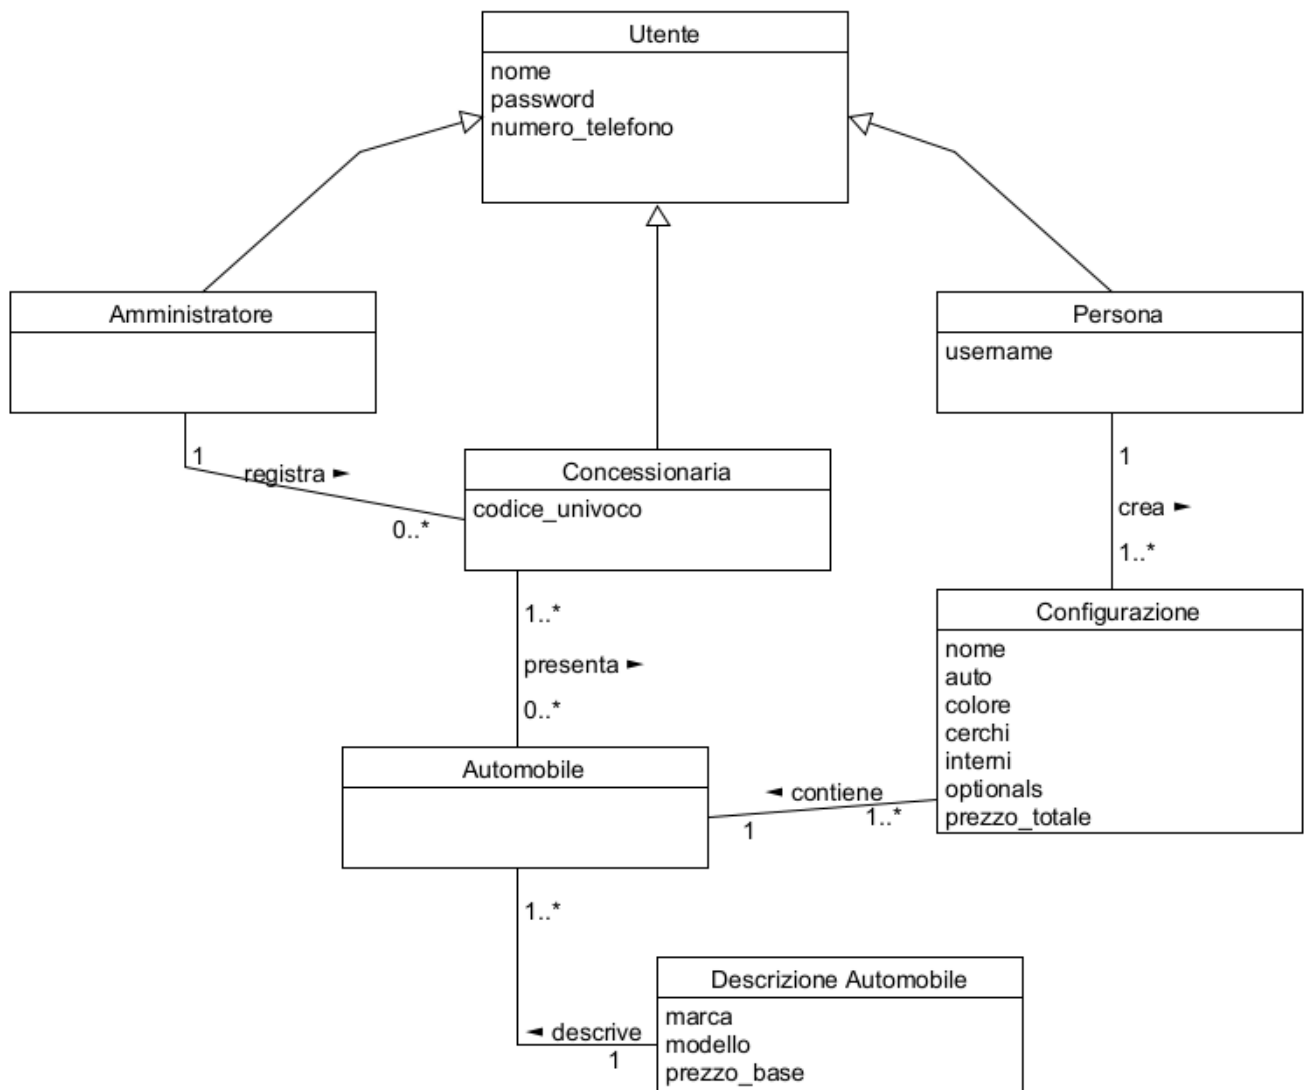 Utente
nome
password
numero_telefono
Amministratore
Persona
username
1
registra ►
0..*
Concessionaria
codice_univoco
1
crea ►
1..*
1..*
presenta ►
0..*
Configurazione
nome
auto
colore
cerchi
interni
optionals
prezzo_totale
Automobile
◄ contiene
1
1..*
1..*
◄ descrive
1
Descrizione Automobile
marca
modello
prezzo_base